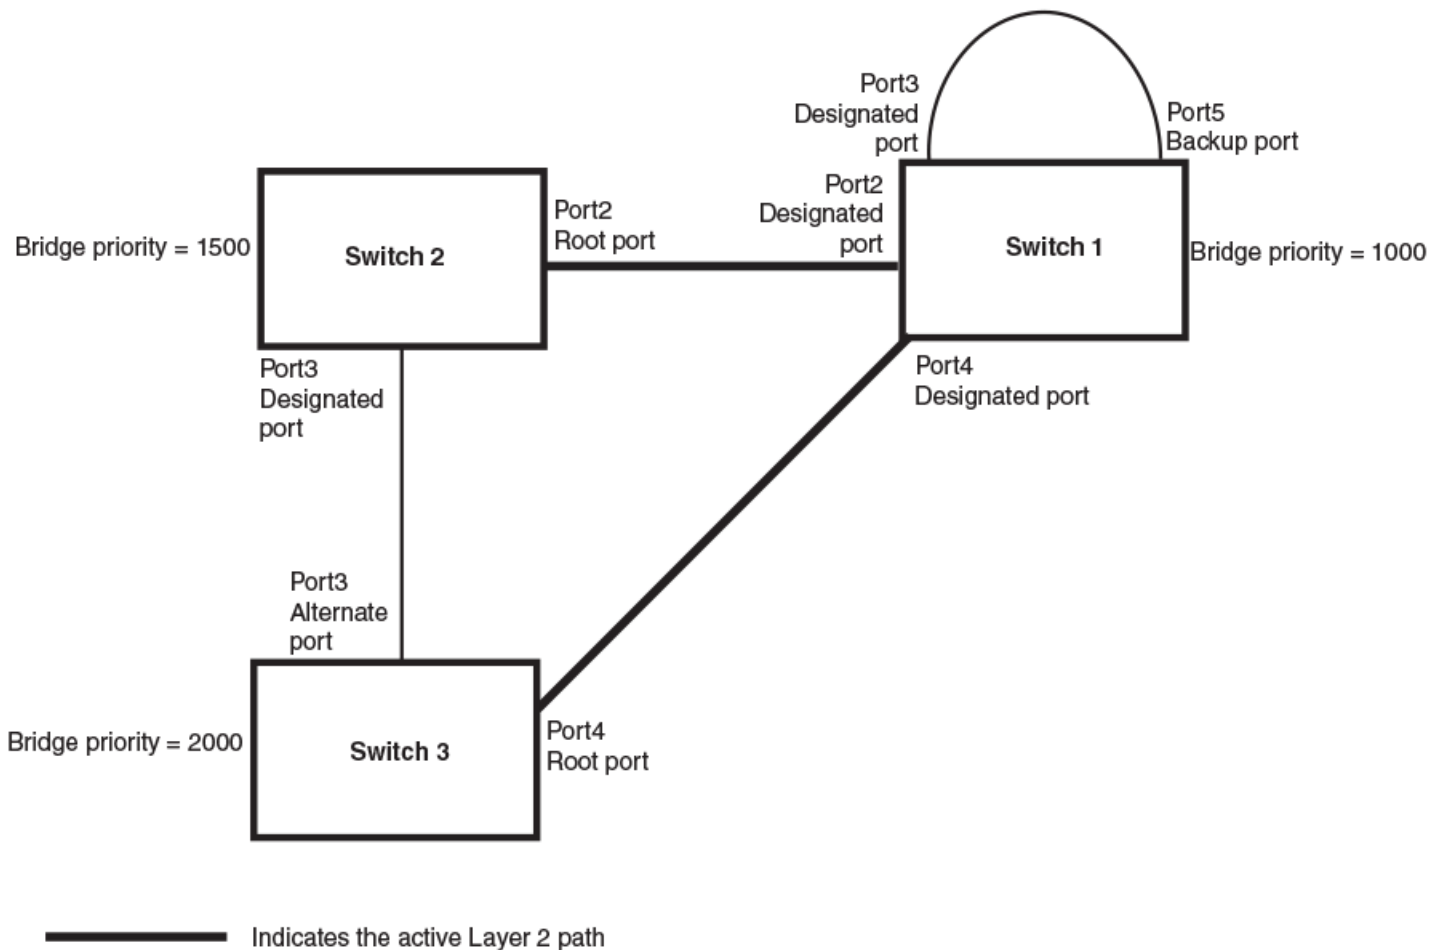 Port3
Designated
port
Port5
Backup port
Port2
Designated
port
Switch 1
Bridge priority = 1000
Port2
Root port
Bridge priority = 1500
Switch 2
Port3
Designated
port
Port4
Designated port
Port3
Alternate
port
Bridge priority = 2000
Switch 3
Port4
Root port
Indicates the active Layer 2 path